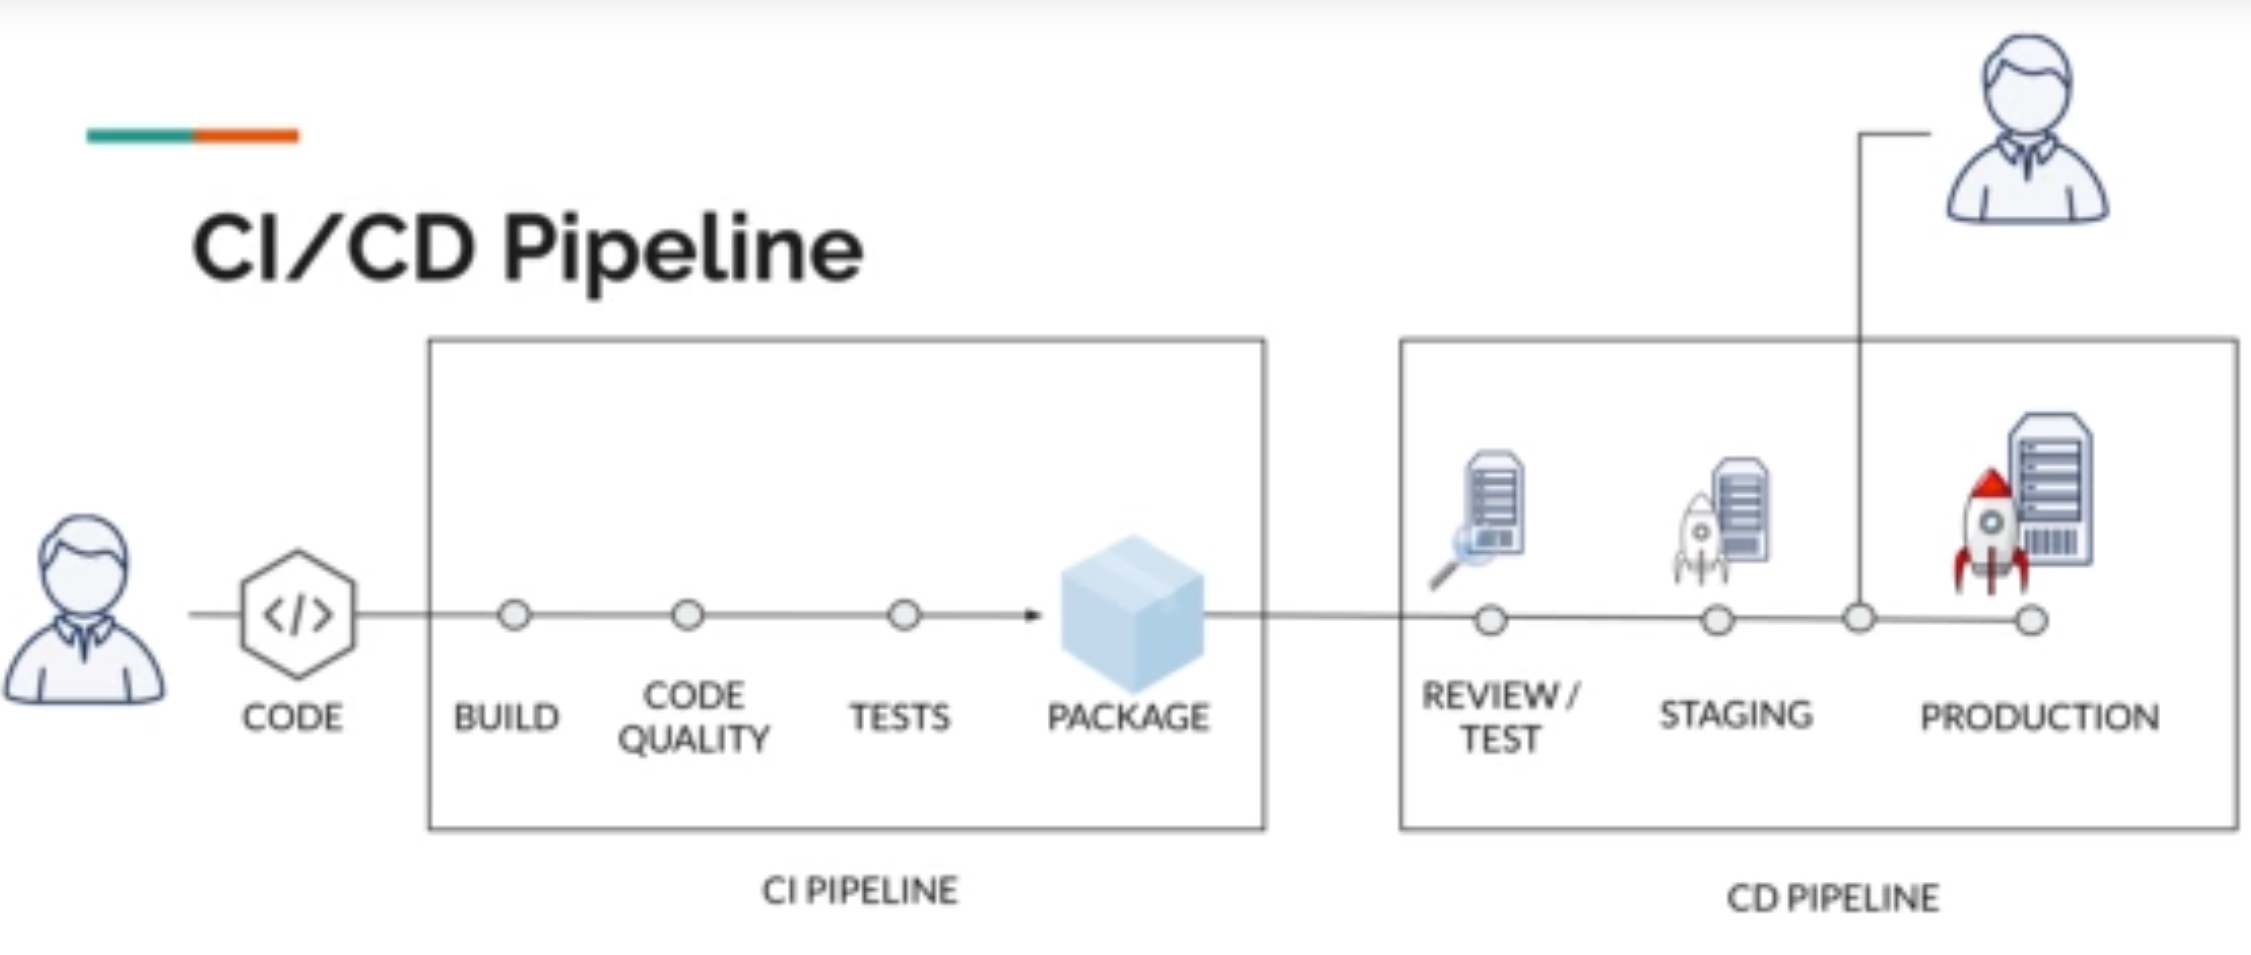 CI/CD Pipeline
</>
CODE
BUILD
CODE
QUALITY
TESTS
PACKAGE
REVIEW /
TEST
STAGING
PRODUCTION
CI PIPELINE
CD PIPELINE